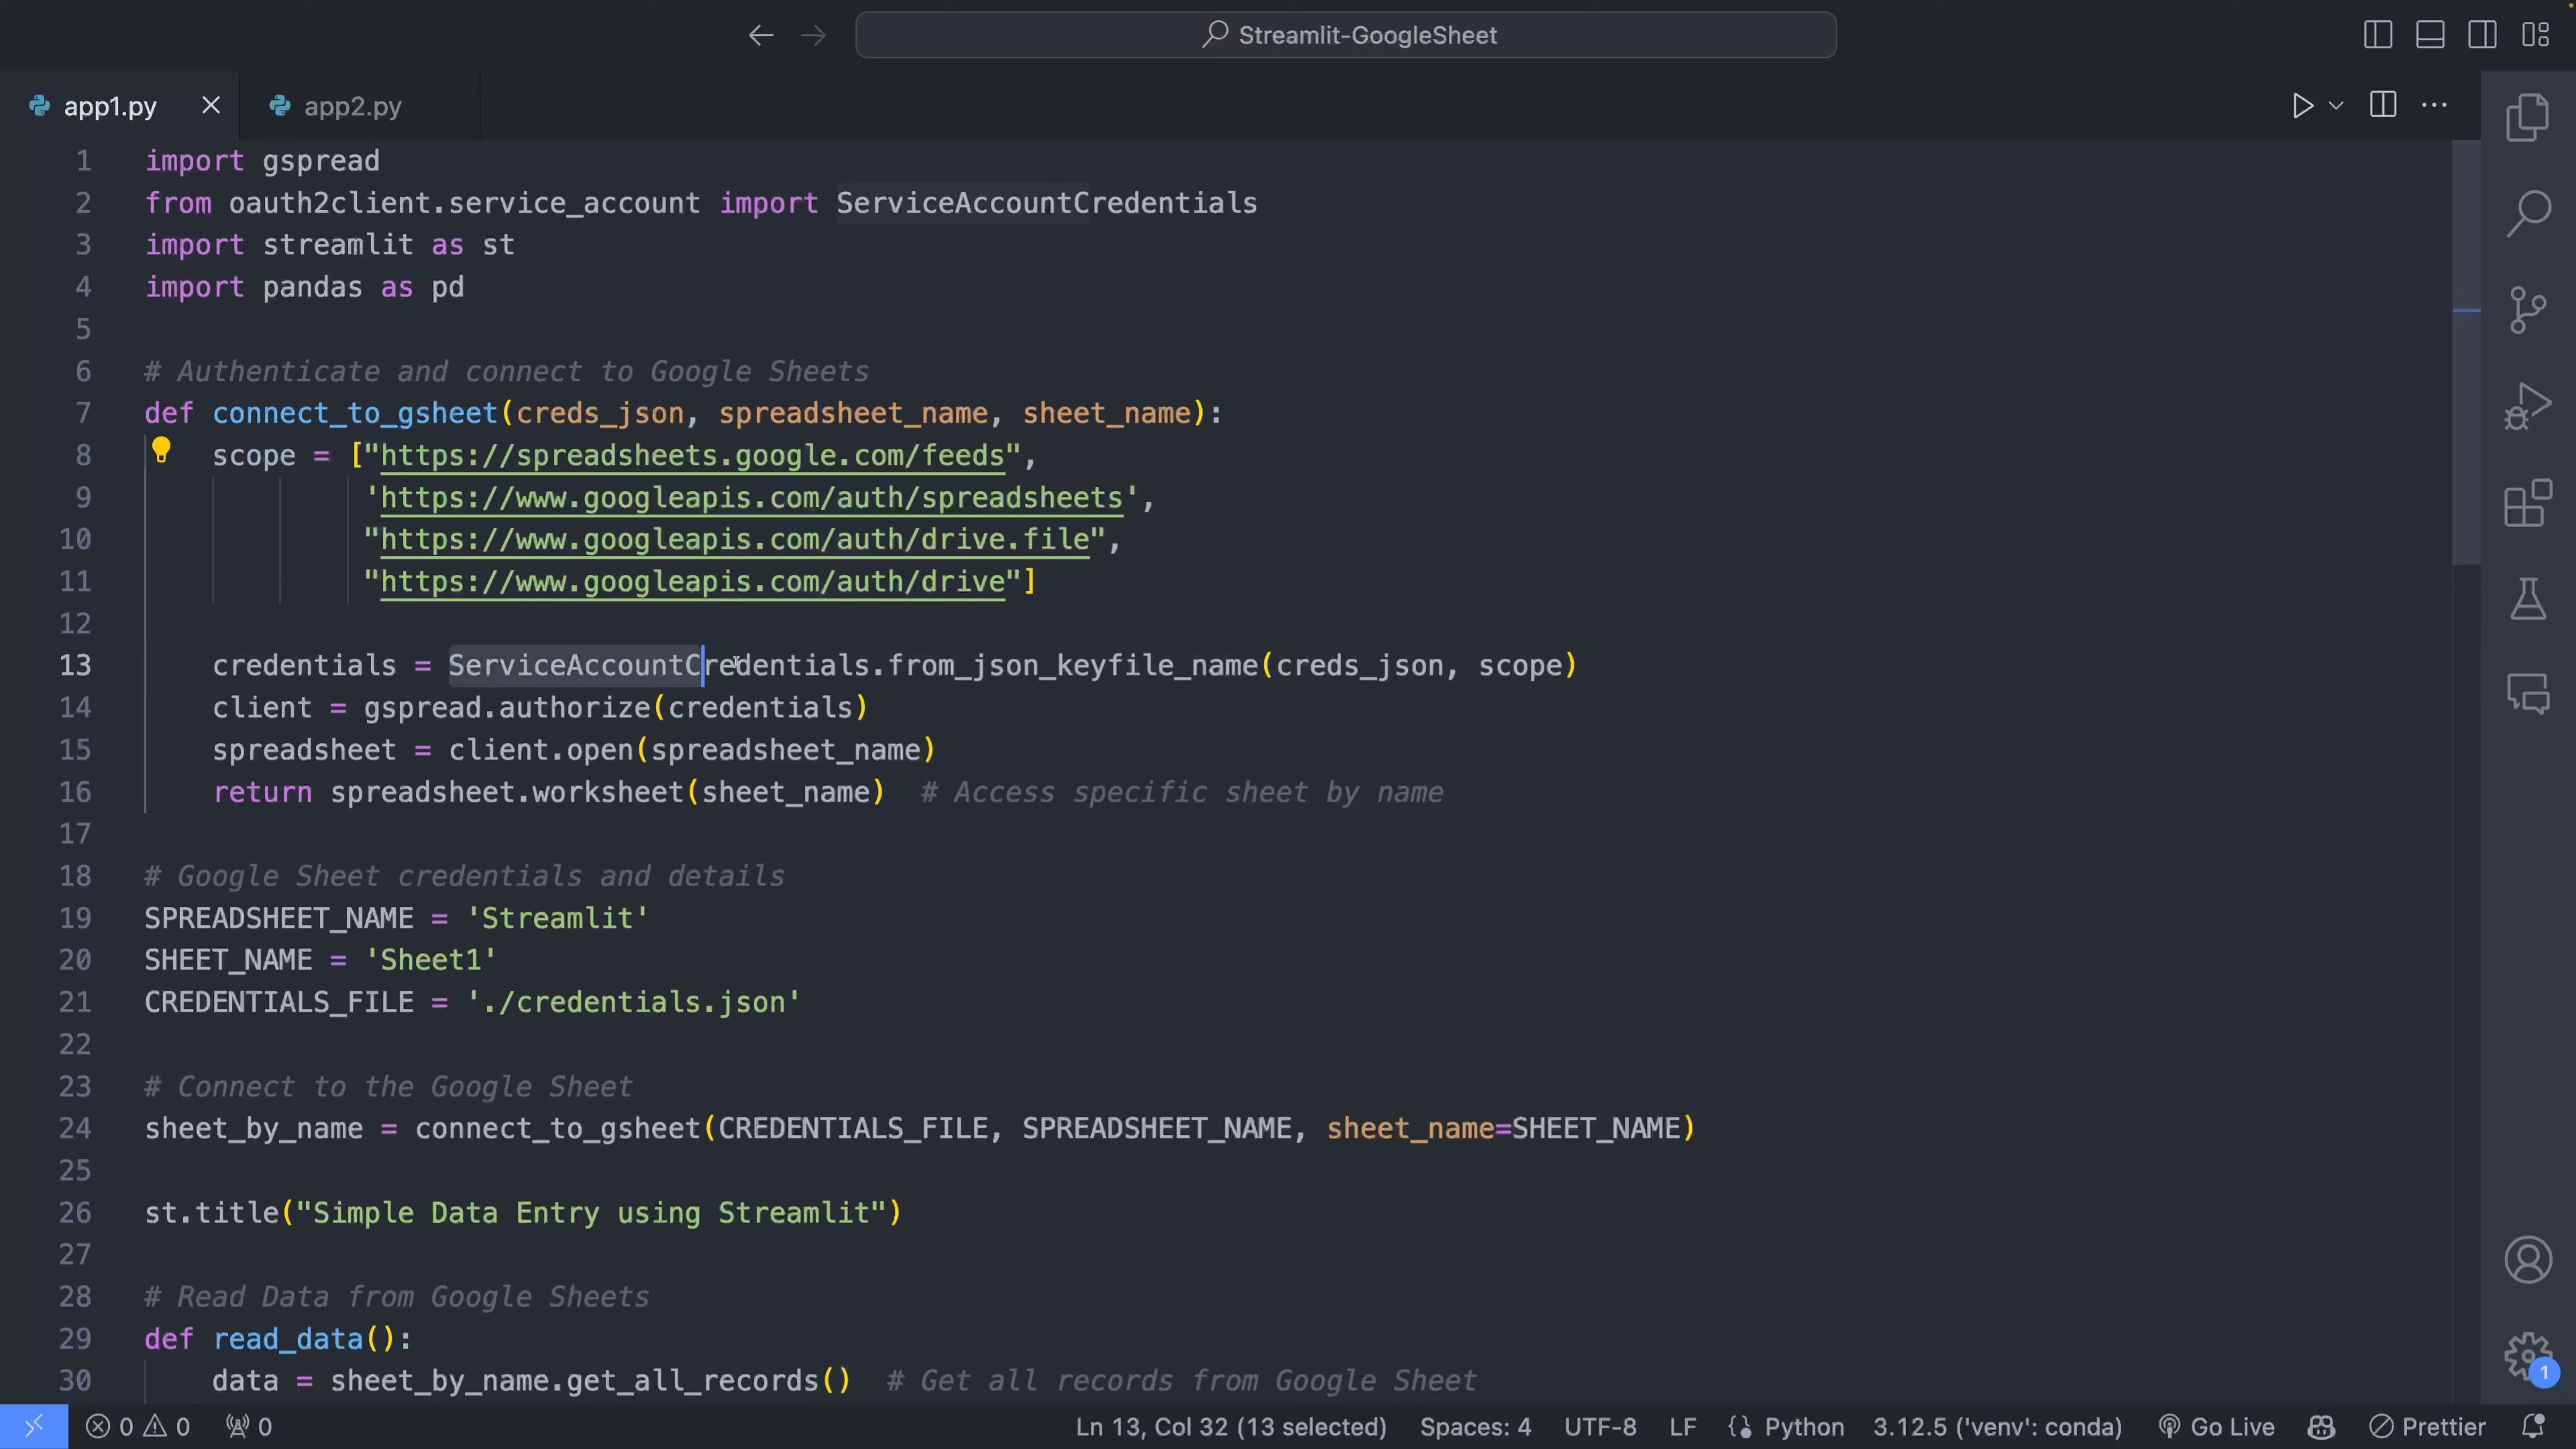 Streamlit-GoogleSheet
app1.py
app2.py
1 import gspread
2 from oauth2client.service_account import ServiceAccountCredentials
3 import streamlit as st
4 import pandas as pd
5
6 # Authenticate and connect to Google Sheets
7 def connect_to_gsheet(creds_json, spreadsheet_name, sheet_name):
8 scope = ["https://spreadsheets.google.com/feeds",
9 'https://www.googleapis.com/auth/spreadsheets',
10 "https://www.googleapis.com/auth/drive.file",
11 "https://www.googleapis.com/auth/drive"]
12
13 credentials = ServiceAccountCredentials.from_json_keyfile_name(creds_json, scope)
14 client = gspread.authorize(credentials)
15 spreadsheet = client.open(spreadsheet_name)
16 return spreadsheet.worksheet(sheet_name) # Access specific sheet by name
17
18 # Google Sheet credentials and details
19 SPREADSHEET_NAME = 'Streamlit'
20 SHEET_NAME = 'Sheet1'
21 CREDENTIALS_FILE = './credentials.json'
22
23 # Connect to the Google Sheet
24 sheet_by_name = connect_to_gsheet(CREDENTIALS_FILE, SPREADSHEET_NAME, sheet_name=SHEET_NAME)
25
26 st.title("Simple Data Entry using Streamlit")
27
28 # Read Data from Google Sheets
29 def read_data():
30 data = sheet_by_name.get_all_records() # Get all records from Google Sheet
1
0 0 0 Ln 13, Col 32 (13 selected) Spaces: 4 UTF-8 LF Python 3.12.5 ('venv': conda) Go Live Prettier